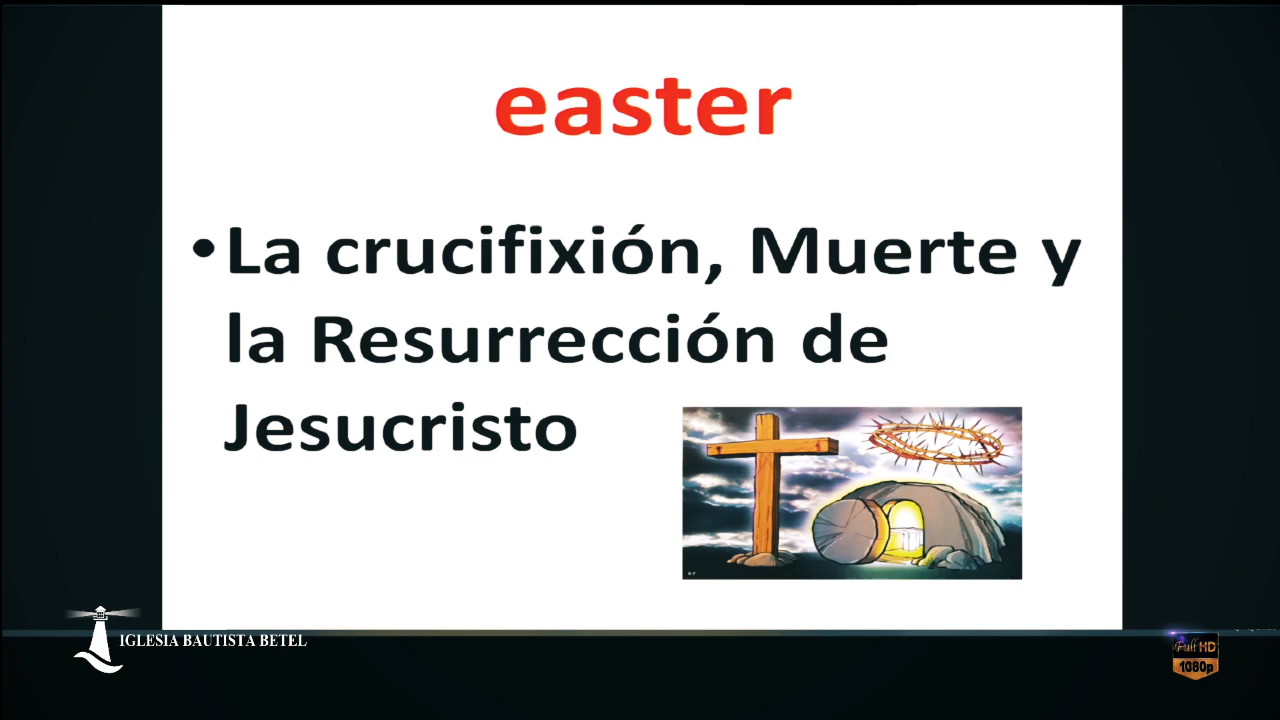 easter
•La crucifixión, Muerte y
la Resurrección de
Jesucristo
IGLESIA BAUTISTA BETEL
Full HD
1080p